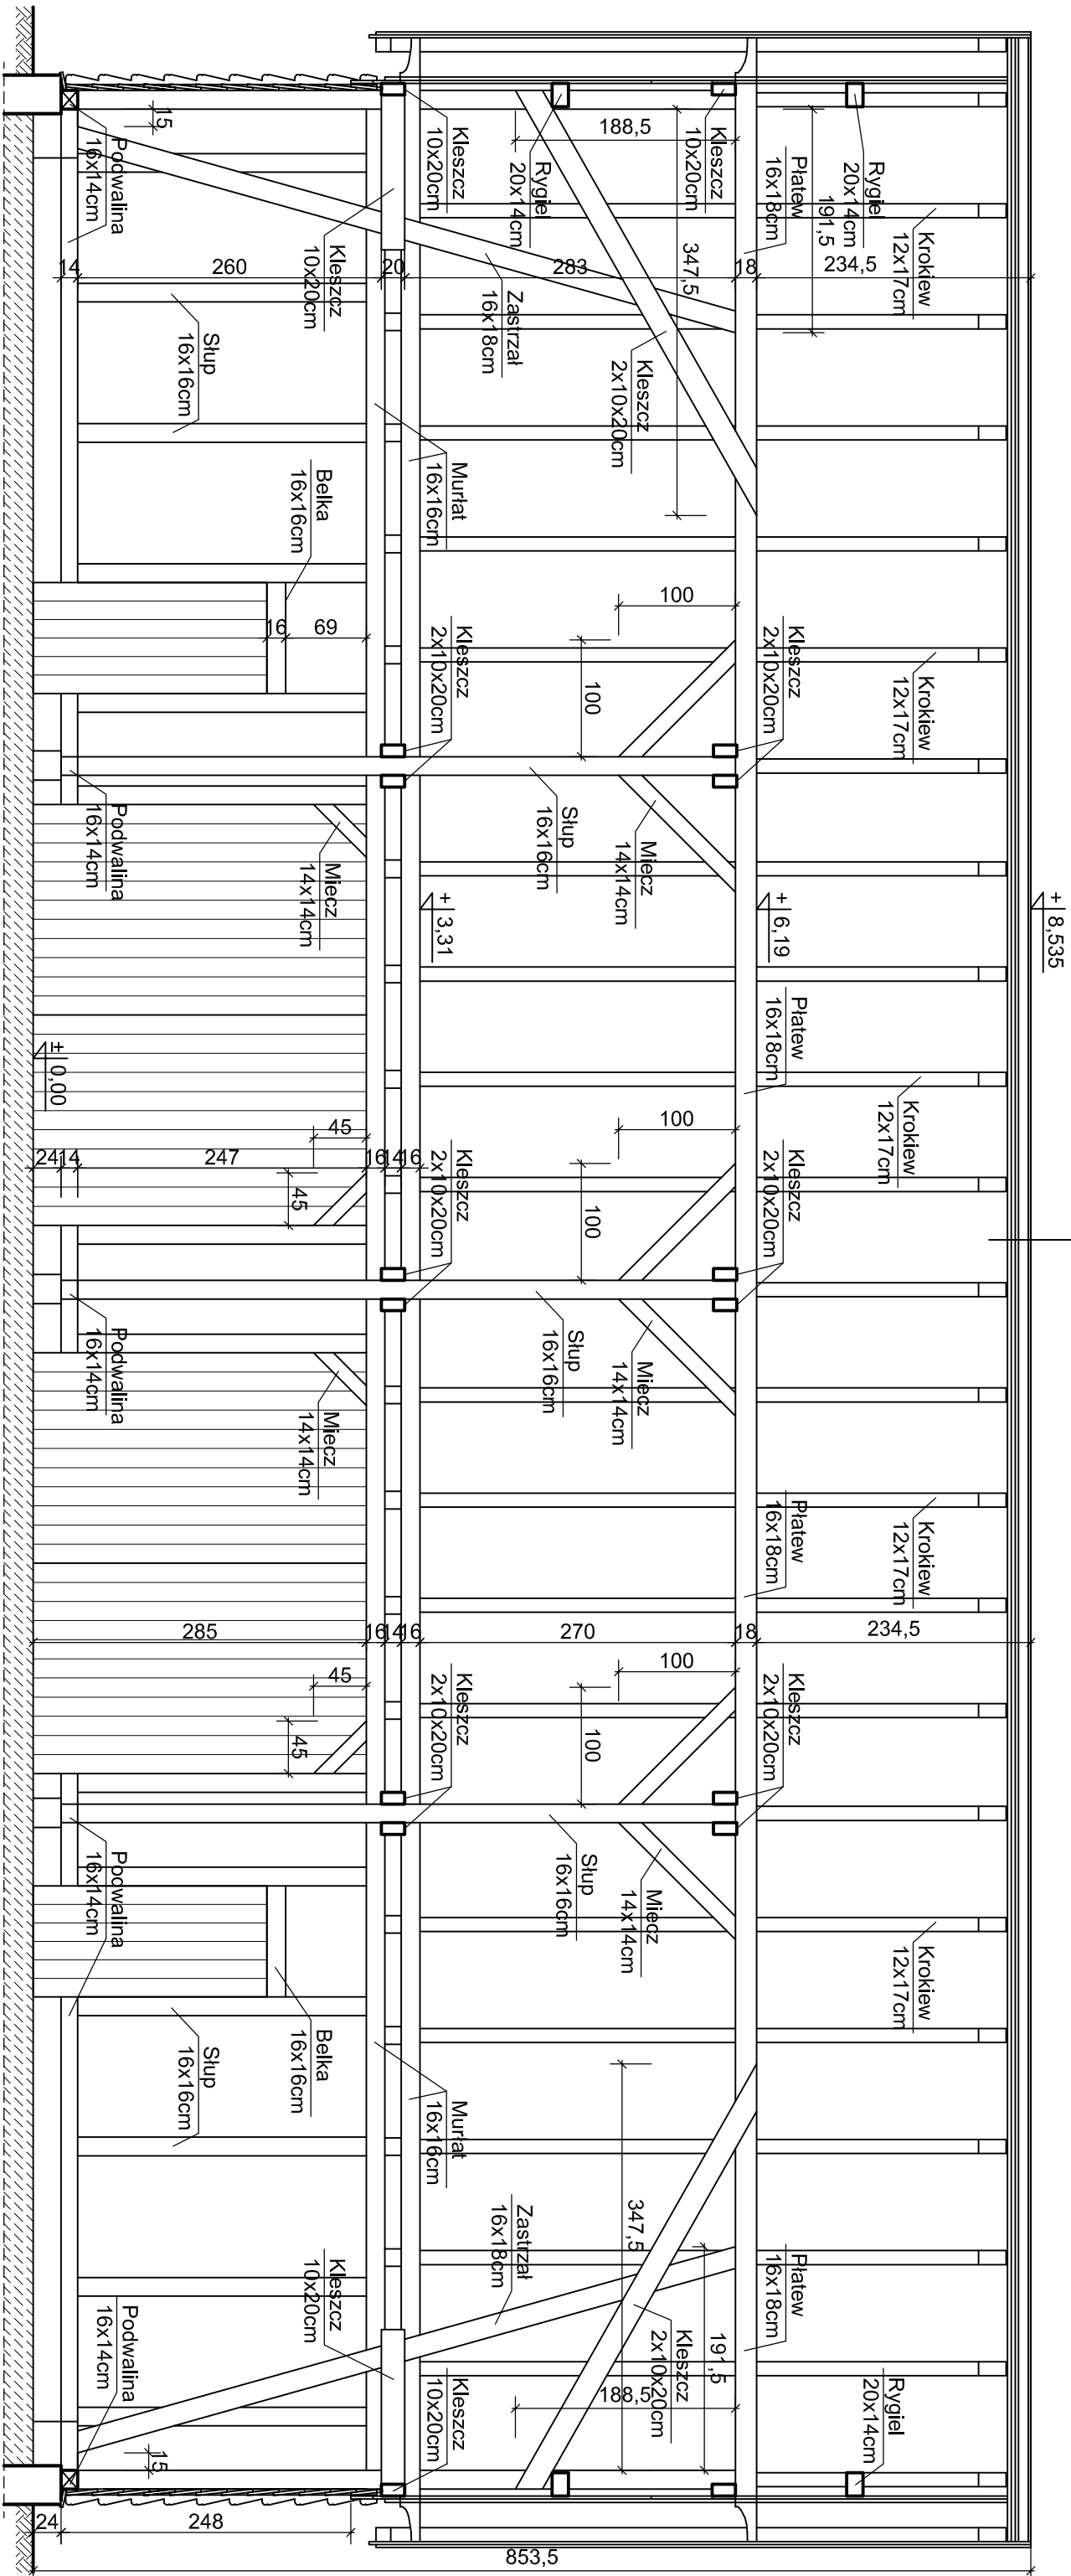 + 8,535
Krokiew
12x17cm
Krokiew
12x17cm
Krokiew
12x17cm
Krokiew
12x17cm
Krokiew
12x17cm
Rygiel
20x14cm
Rygiel
20x14cm
234,5
234,5
191,5
Płatew
16x18cm
Kleszcz
2x10x20cm
+ 6,19
Płatew
16x18cm
Kleszcz
2x10x20cm
Płatew
16x18cm
Kleszcz
2x10x20cm
Płatew
16x18cm
18
18
Kleszcz
10x20cm
347,5
191,5
188,5
100
100
100
188,5
Kleszcz
2x10x20cm
Miecz
14x14cm
Miecz
14x14cm
Miecz
14x14cm
Kleszcz
2x10x20cm
347,5
100
100
100
283
270
Rygiel
20x14cm
Słup
16x16cm
Słup
16x16cm
Słup
16x16cm
Zastrzał
16x18cm
Zastrzał
16x18cm
853,5
Kleszcz
10x20cm
Murłat
16x16cm
Kleszcz
2x10x20cm
+ 3,31
Kleszcz
2x10x20cm
Kleszcz
2x10x20cm
Murłat
16x16cm
Kleszcz
10x20cm
20
16
14
16
16
14
16
Kleszcz
10x20cm
Belka
16x16cm
69
16
Miecz
14x14cm
45
45
Miecz
14x14cm
45
45
Belka
16x16cm
Kleszcz
10x20cm
260
247
285
248
Słup
16x16cm
Słup
16x16cm
15
15
Podwalina
16x14cm
Podwalina
16x14cm
Podwalina
16x14cm
Podwalina
16x14cm
Podwalina
16x14cm
14
14
24
24
± 0,00